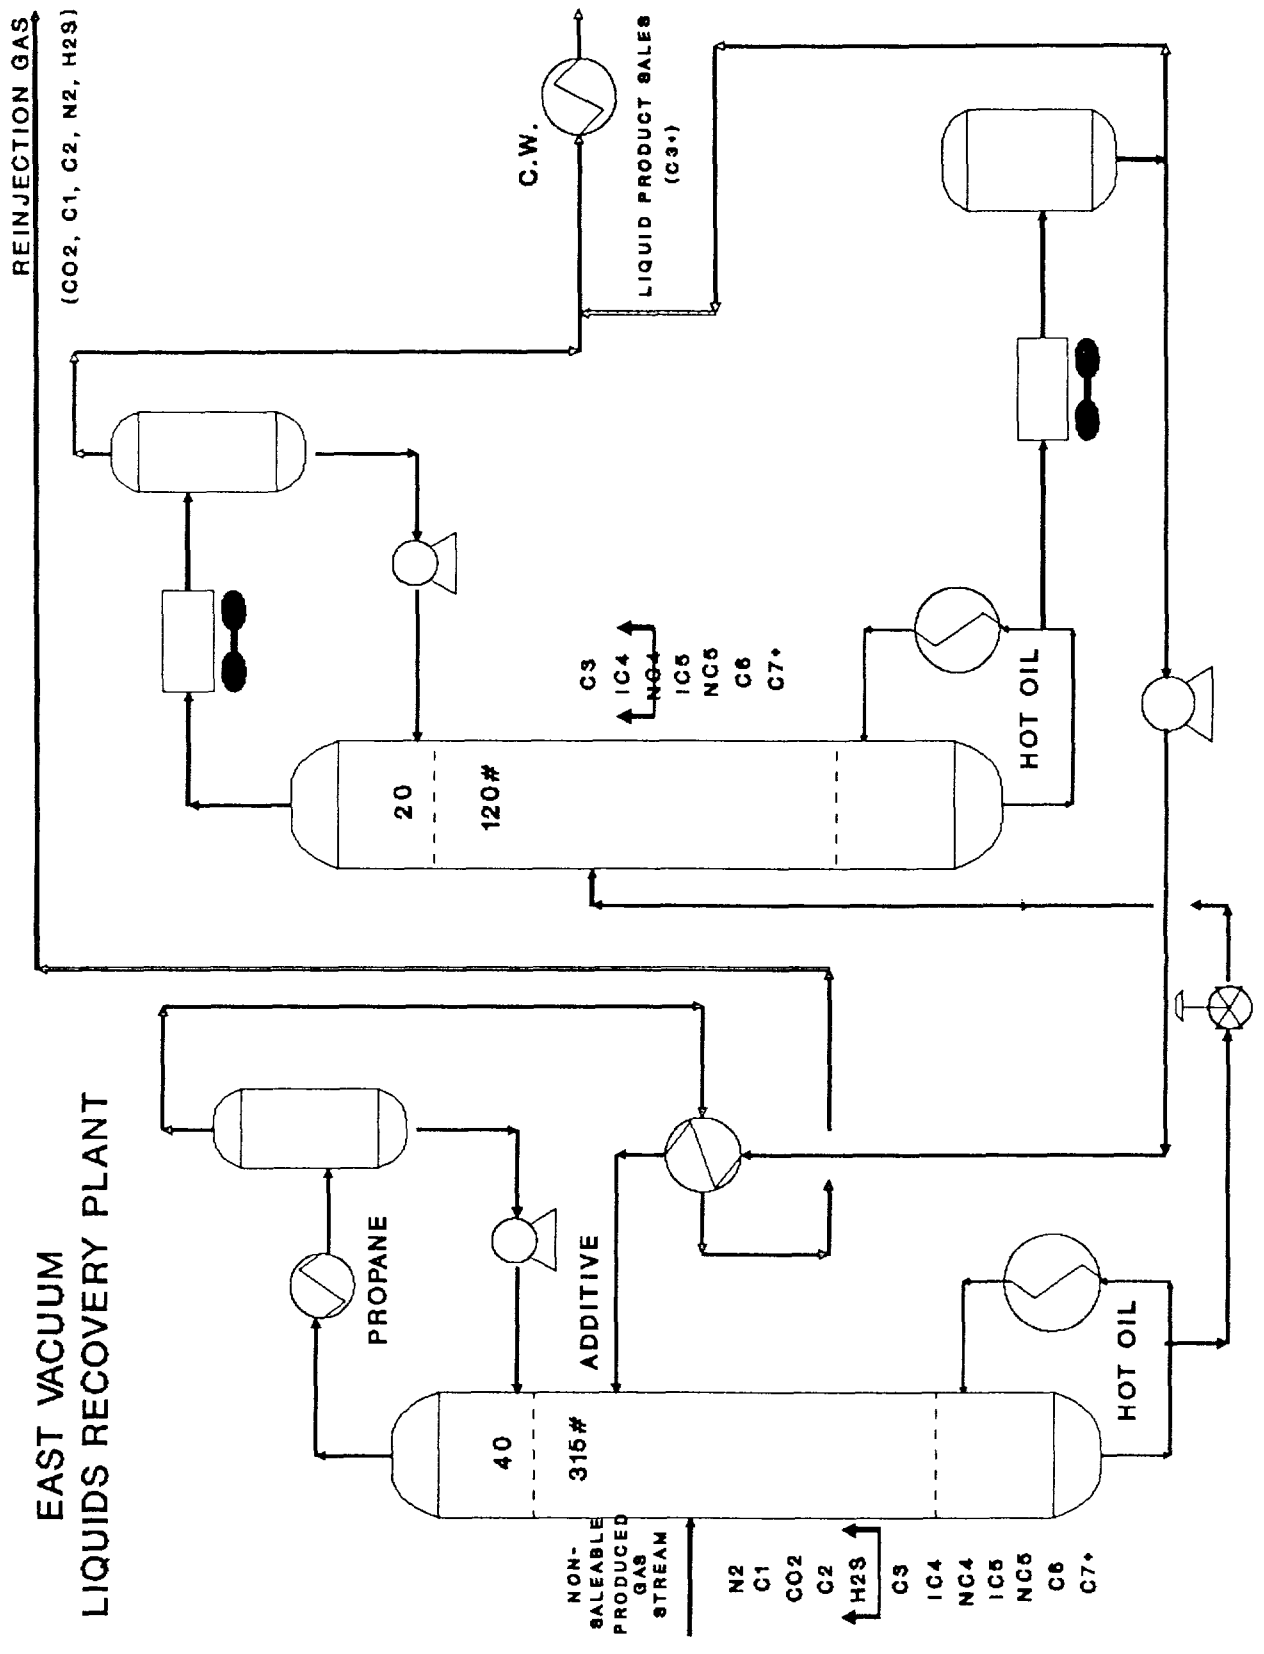 EAST VACUUM
LIQUIDS RECOVERY PLANT
REINJECTION GAS
(CO2, C1, C2, N2, H2S)
C.W.
LIQUID PRODUCT SALES
(C3+)
PROPANE
ADDITIVE
40
315#
20
120#
C3
IC4
NC4
IC5
NC5
C6
C7+
HOT OIL
HOT OIL
NON-
SALEABLE
PRODUCED
GAS
STREAM
N2
C1
CO2
C2
H2S
C3
IC4
NC4
IC5
NC5
C6
C7+